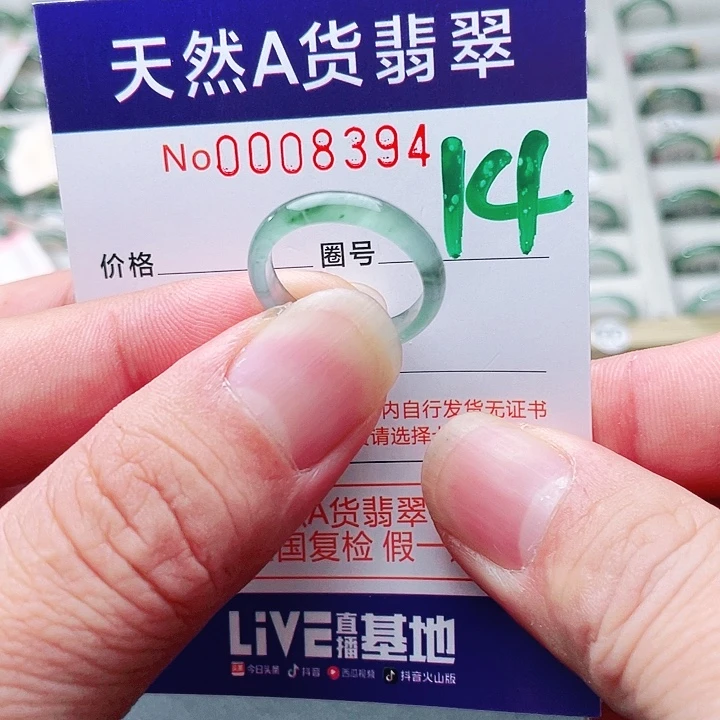 天然A货翡翠
No0008394
14
价格 圈号
内自行发货无证书
请选择
A货翡翠
国复检 假一
LiVE直播基地
今日头条 抖音 西瓜视频 抖音火山版